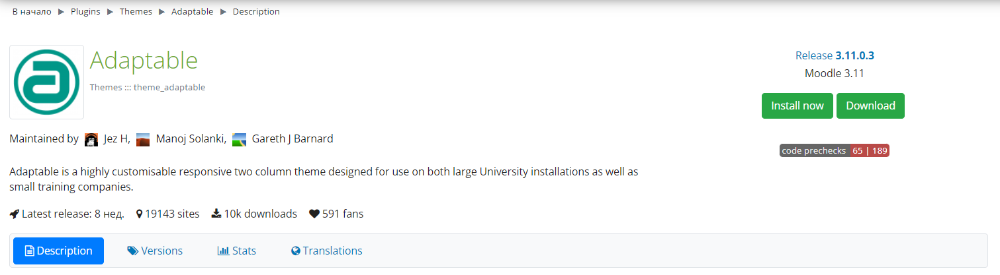 В начало ▶ Plugins ▶ Themes ▶ Adaptable ▶ Description
Adaptable
Themes ::: theme_adaptable
Release 3.11.0.3
Moodle 3.11
Install now Download
Maintained by Jez H, Manoj Solanki, Gareth J Barnard
code prechecks 65 | 189
Adaptable is a highly customisable responsive two column theme designed for use on both large University installations as well as
small training companies.
Latest release: 8 нед. 19143 sites 10k downloads 591 fans
Description Versions Stats Translations